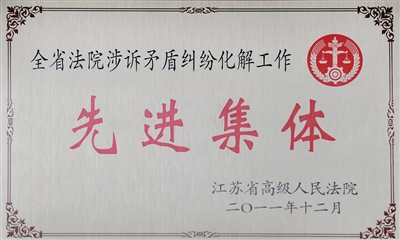 全省法院涉诉矛盾纠纷化解工作
先进集体
江苏省高级人民法院
二〇一一年十二月